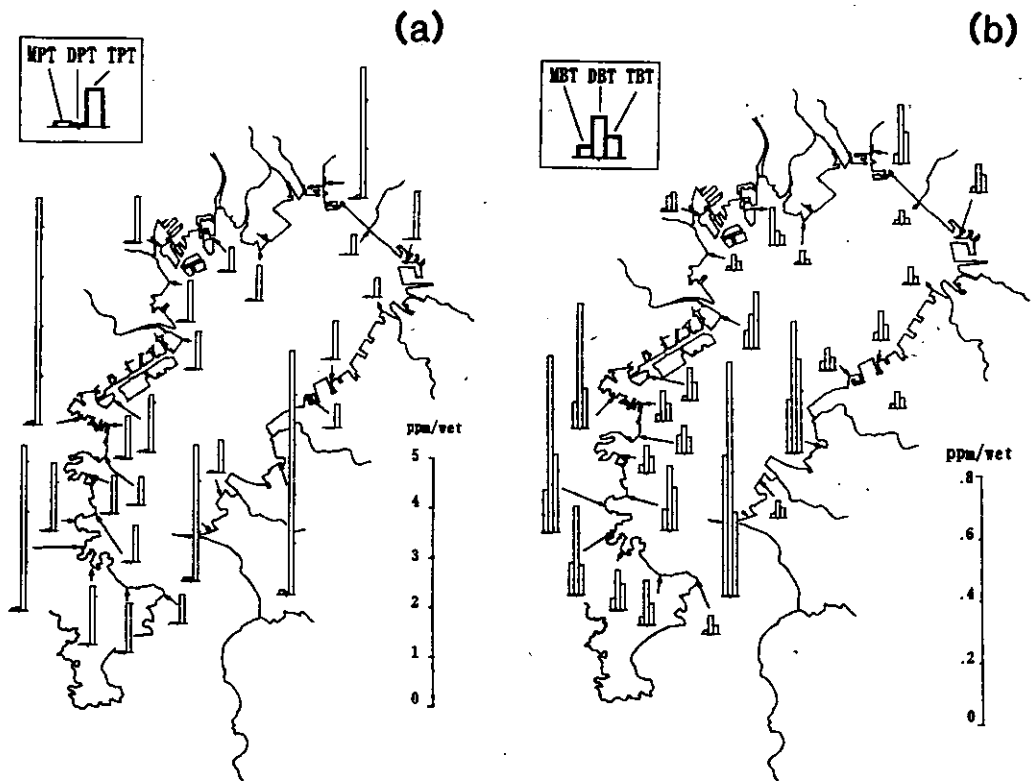 (a)
MPT DPT TPT
ppm/wet
5
4
3
2
1
0
(b)
MBT DBT TBT
ppm/wet
.8
.6
.4
.2
0